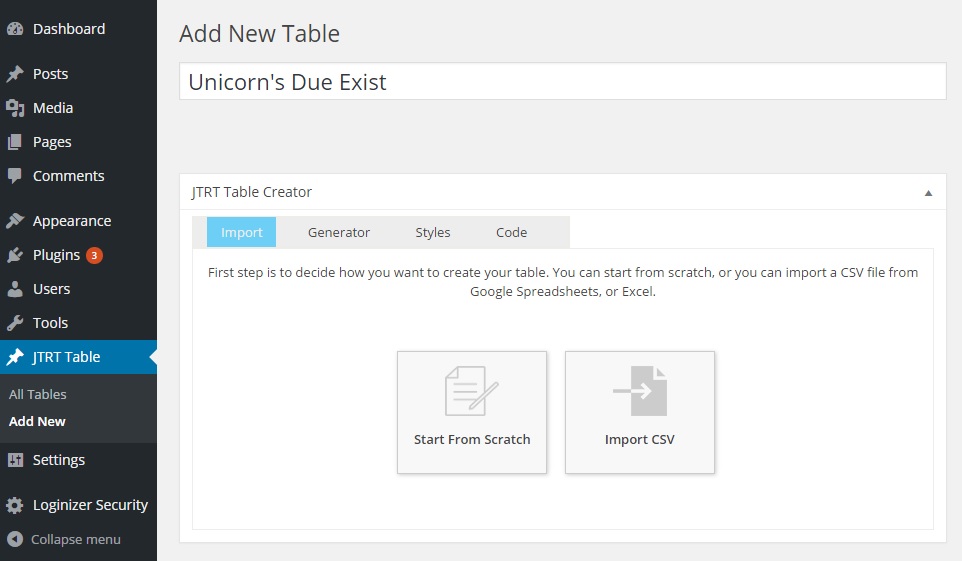 Dashboard
Posts
Media
Pages
Comments
Appearance
Plugins 3
Users
Tools
JTRT Table
All Tables
Add New
Settings
Loginizer Security
Collapse menu
Add New Table
Unicorn's Due Exist
JTRT Table Creator
Import Generator Styles Code
First step is to decide how you want to create your table. You can start from scratch, or you can import a CSV file from
Google Spreadsheets, or Excel.
Start From Scratch Import CSV